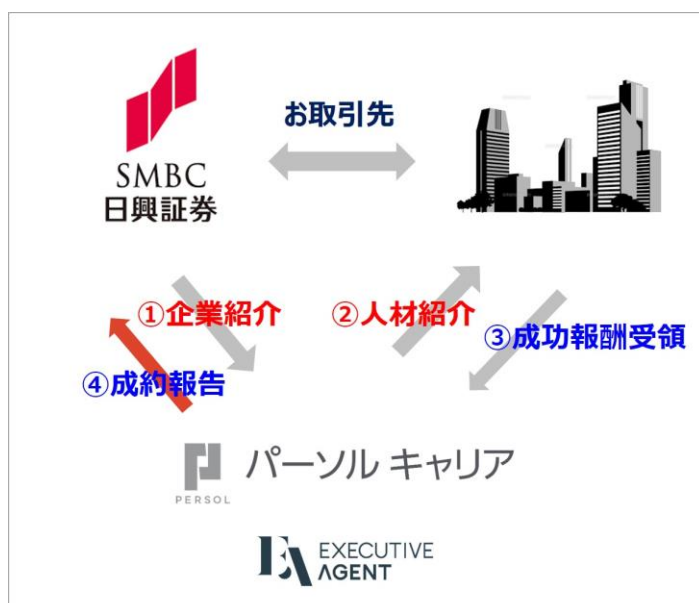 お取引先
SMBC
日興証券
①企業紹介
②人材紹介
③成功報酬受領
④成約報告
パーソル キャリア
PERSOL
EXECUTIVE
AGENT